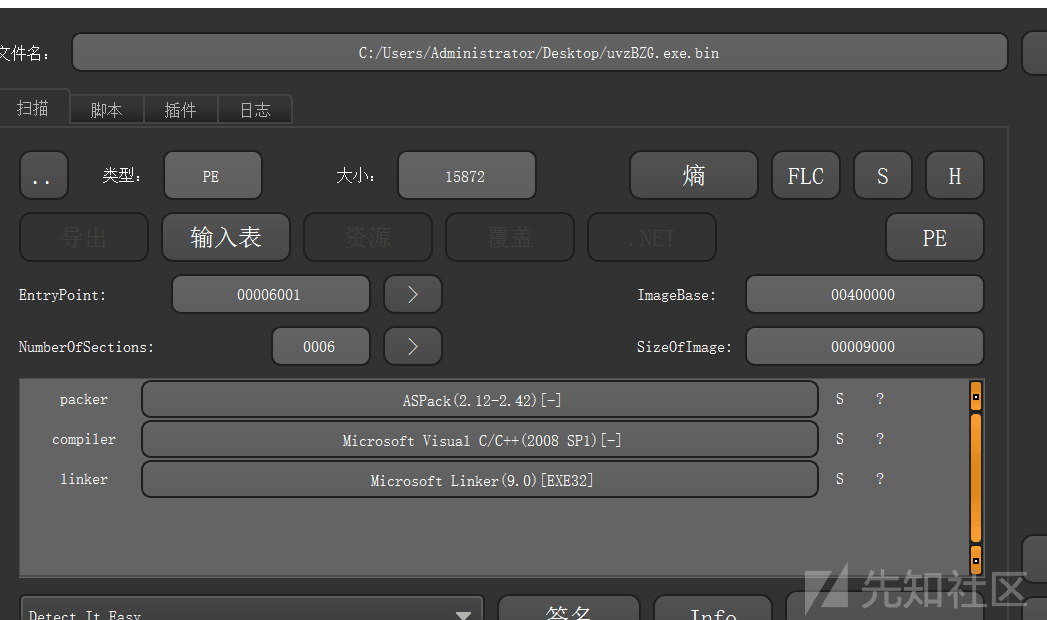 文件名: C:/Users/Administrator/Desktop/uvzBZG.exe.bin
扫描 脚本 插件 日志
.. 类型: PE 大小: 15872 熵 FLC S H
导出 输入表 资源 覆盖 .NET PE
EntryPoint: 00006001 > ImageBase: 00400000
NumberOfSections: 0006 > SizeOfImage: 00009000
packer ASPack(2.12-2.42)[-] S ?
compiler Microsoft Visual C/C++(2008 SP1)[-] S ?
linker Microsoft Linker(9.0)[EXE32] S ?
先知社区
Detect It Easy 签名 Info